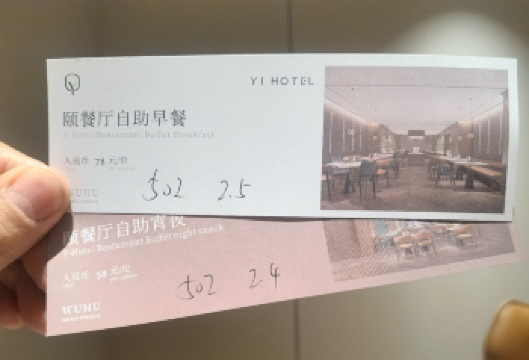 YI HOTEL
颐餐厅自助早餐
Y Hotel Restaurant Buffet Breakfast
人民币 78 元/位
502 2.5
WUHU
颐餐厅自助宵夜
Y Hotel Restaurant Buffet night snack
人民币 58 元/位
502 2.4
WUHU